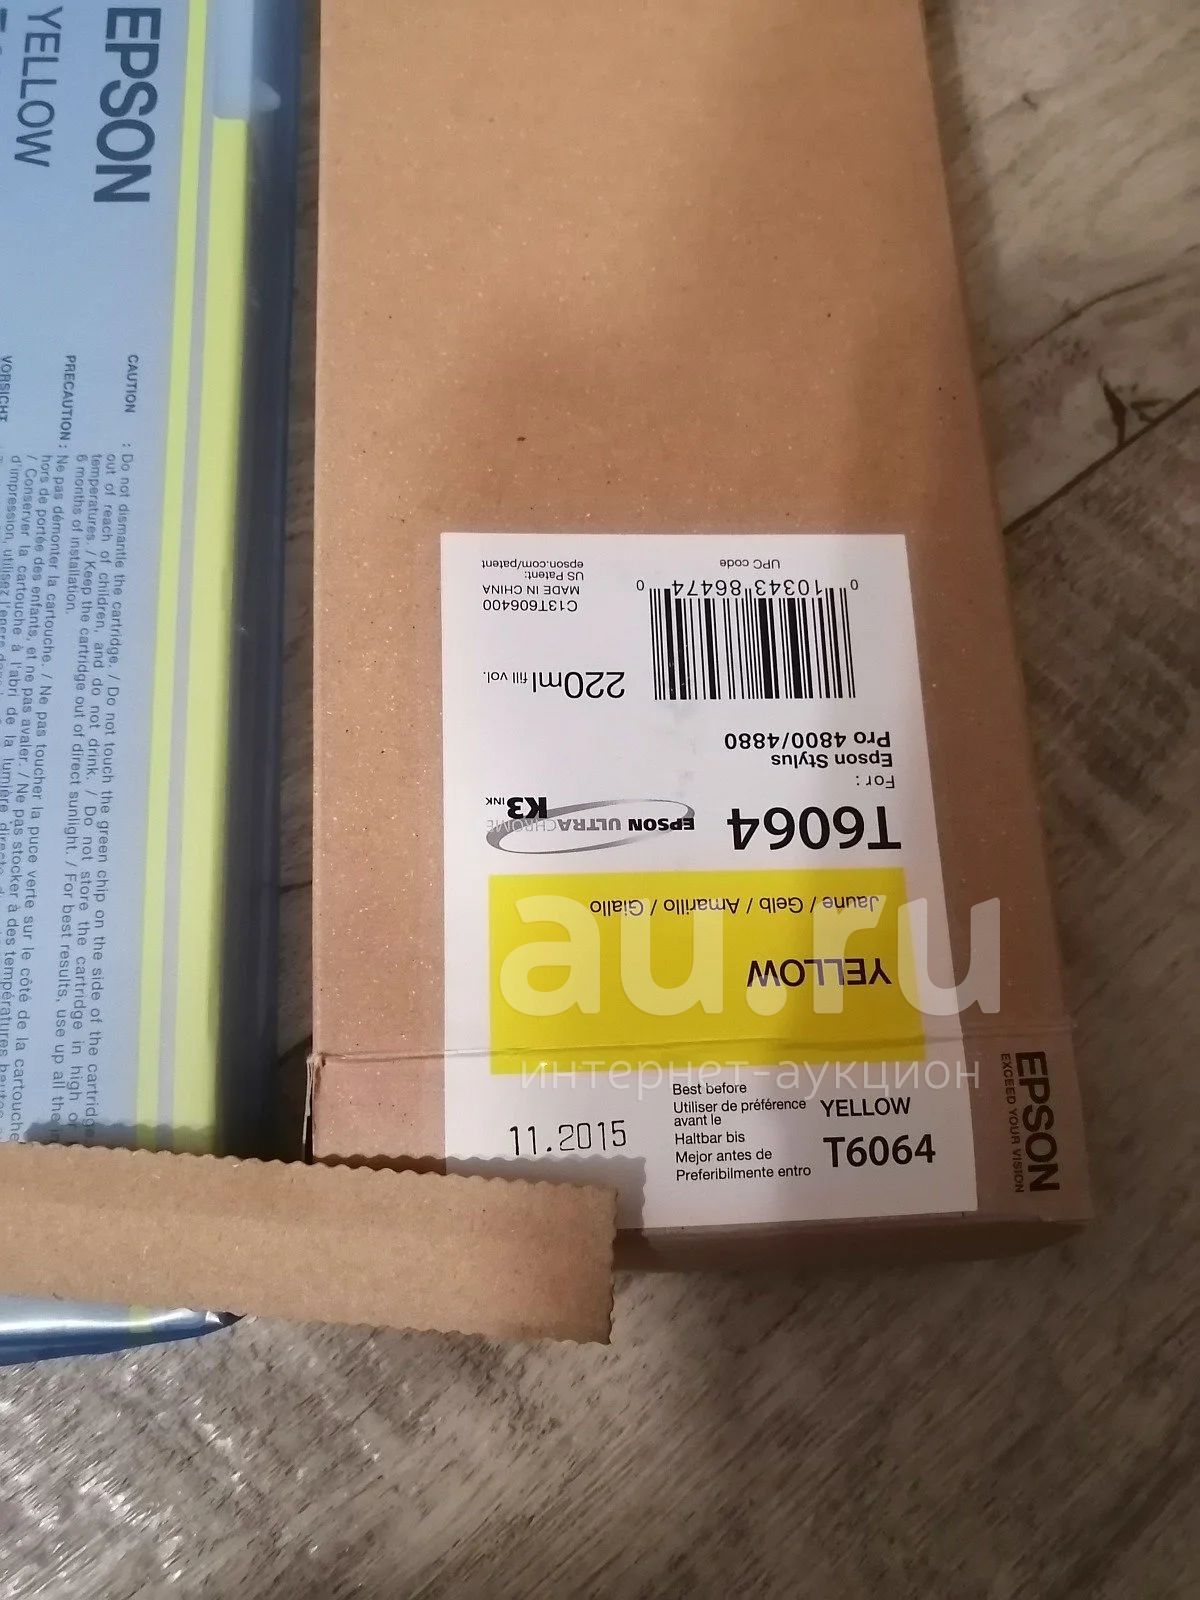 EPSON
YELLOW
CAUTION : Do not dismantle the cartridge. / Do not touch the green chip on the side of the cartridge
out of reach of children, and do not drink. / Do not store the cartridge in high or
temperatures. / Keep the cartridge out of direct sunlight. / For best results, use up all the
6 months of installation.
PRECAUTION : Ne pas démonter la cartouche. / Ne pas toucher la puce verte sur le côté de la cartouche
hors de portée des enfants, et ne pas avaler. / Ne pas stocker à des températures
/ Conserver la cartouche à l'abri de la lumière directe
d'impression, utilisez l'encre
VORSICHT
UPC code
0 10343 86474 0
C13T606400
MADE IN CHINA
US Patent:
epson.com/patent
220ml fill vol.
For :
Epson Stylus
Pro 4800/4880
T6064
EPSON ULTRACHROME
K3 INK
Jaune / Gelb / Amarillo / Giallo
YELLOW
au.ru
интернет-аукцион
11.2015
Best before
Utiliser de préférence
avant le
Haltbar bis
Mejor antes de
Preferibilmente entro
YELLOW
T6064
EPSON
EXCEED YOUR VISION